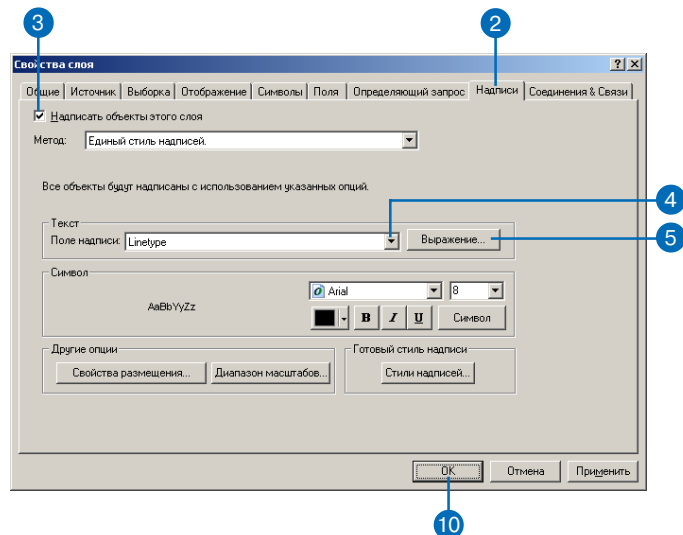 3
2
Свойства слоя
Общие Источник Выборка Отображение Символы Поля Определяющий запрос Надписи Соединения & Связи
Надписать объекты этого слоя
Метод: Единый стиль надписей.
Все объекты будут надписаны с использованием указанных опций.
4
Текст
Поле надписи: Linetype Выражение...
5
Символ
AaBbYyZz
Arial 8
B I U Символ
Другие опции Готовый стиль надписи
Свойства размещения... Диапазон масштабов... Стили надписей...
OK Отмена Применить
10